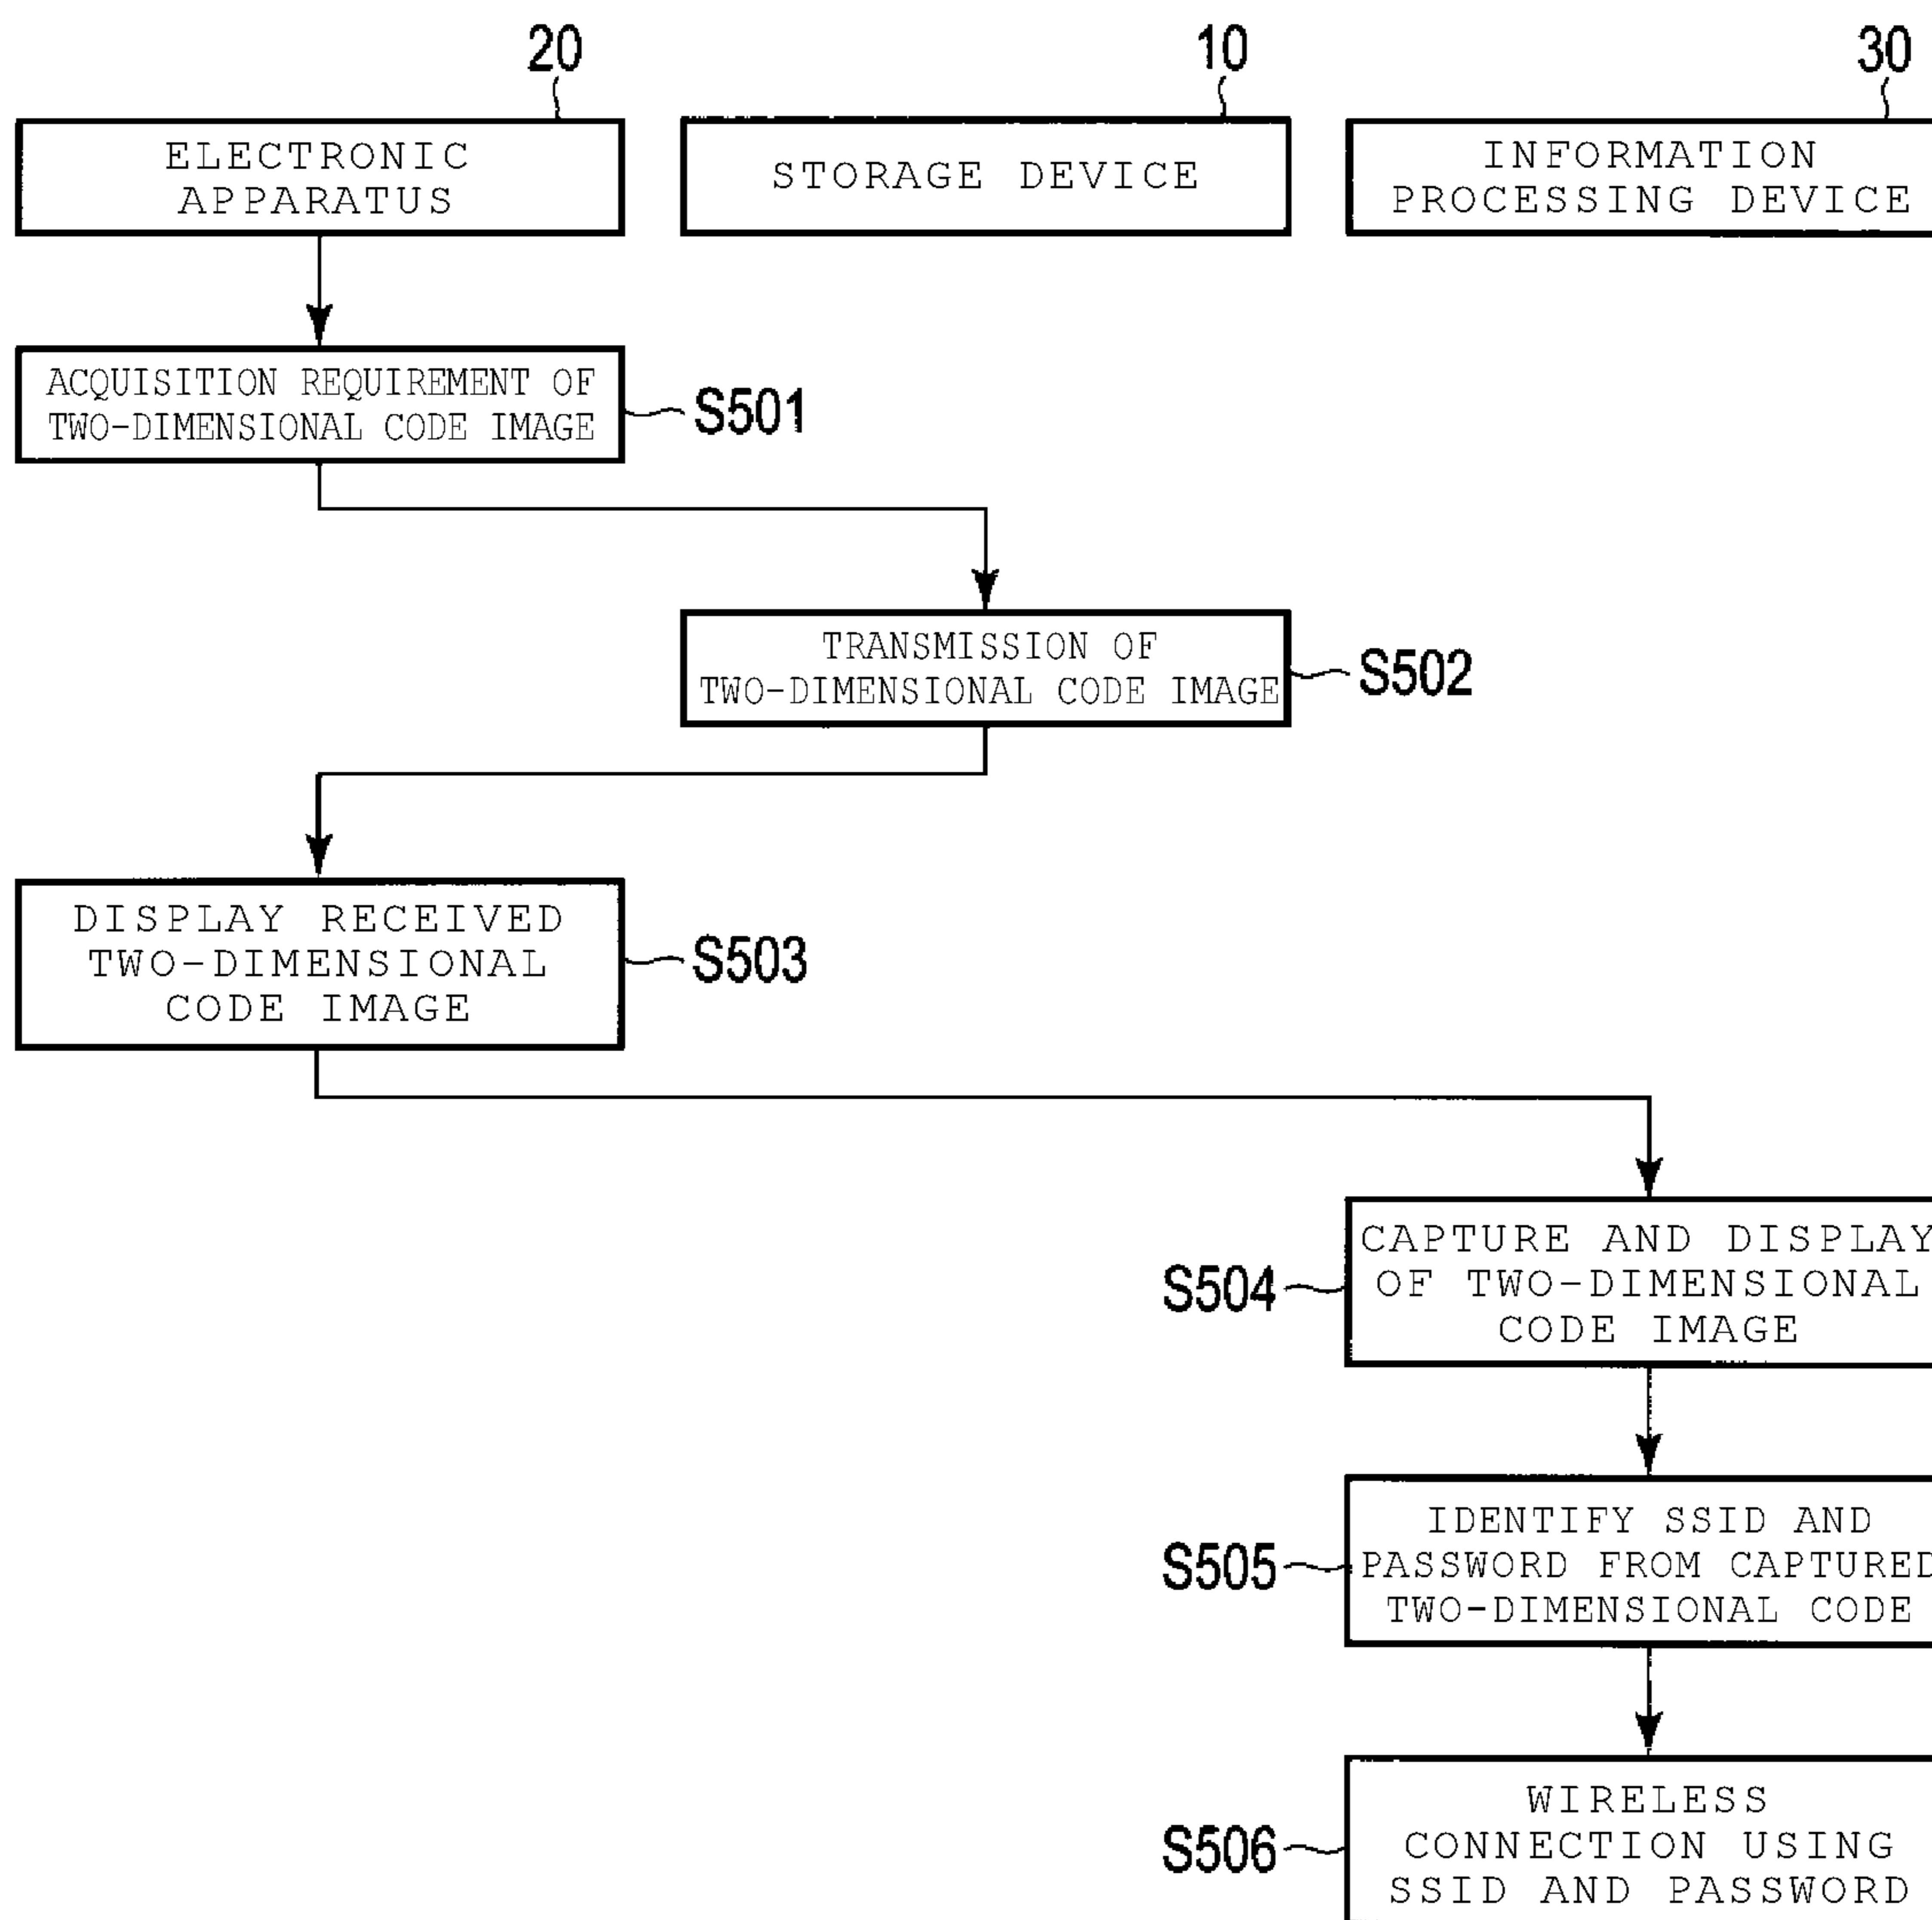 20
10
30
ELECTRONIC
APPARATUS
STORAGE DEVICE
INFORMATION
PROCESSING DEVICE
ACQUISITION REQUIREMENT OF
TWO-DIMENSIONAL CODE IMAGE
S501
TRANSMISSION OF
TWO-DIMENSIONAL CODE IMAGE
S502
DISPLAY RECEIVED
TWO-DIMENSIONAL
CODE IMAGE
S503
S504
CAPTURE AND DISPLAY
OF TWO-DIMENSIONAL
CODE IMAGE
S505
IDENTIFY SSID AND
PASSWORD FROM CAPTURED
TWO-DIMENSIONAL CODE
S506
WIRELESS
CONNECTION USING
SSID AND PASSWORD